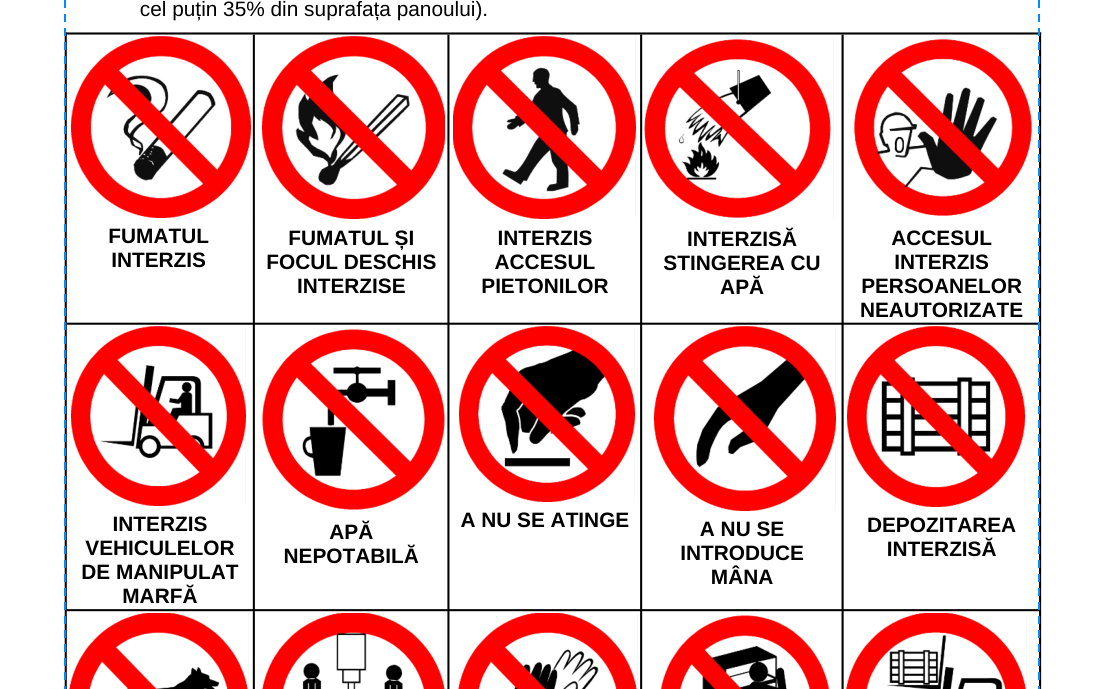 cel puțin 35% din suprafața panoului).
FUMATUL
INTERZIS
FUMATUL ȘI
FOCUL DESCHIS
INTERZISE
INTERZIS
ACCESUL
PIETONILOR
INTERZISĂ
STINGEREA CU
APĂ
ACCESUL
INTERZIS
PERSOANELOR
NEAUTORIZATE
INTERZIS
VEHICULELOR
DE MANIPULAT
MARFĂ
APĂ
NEPOTABILĂ
A NU SE ATINGE
A NU SE
INTRODUCE
MÂNA
DEPOZITAREA
INTERZISĂ